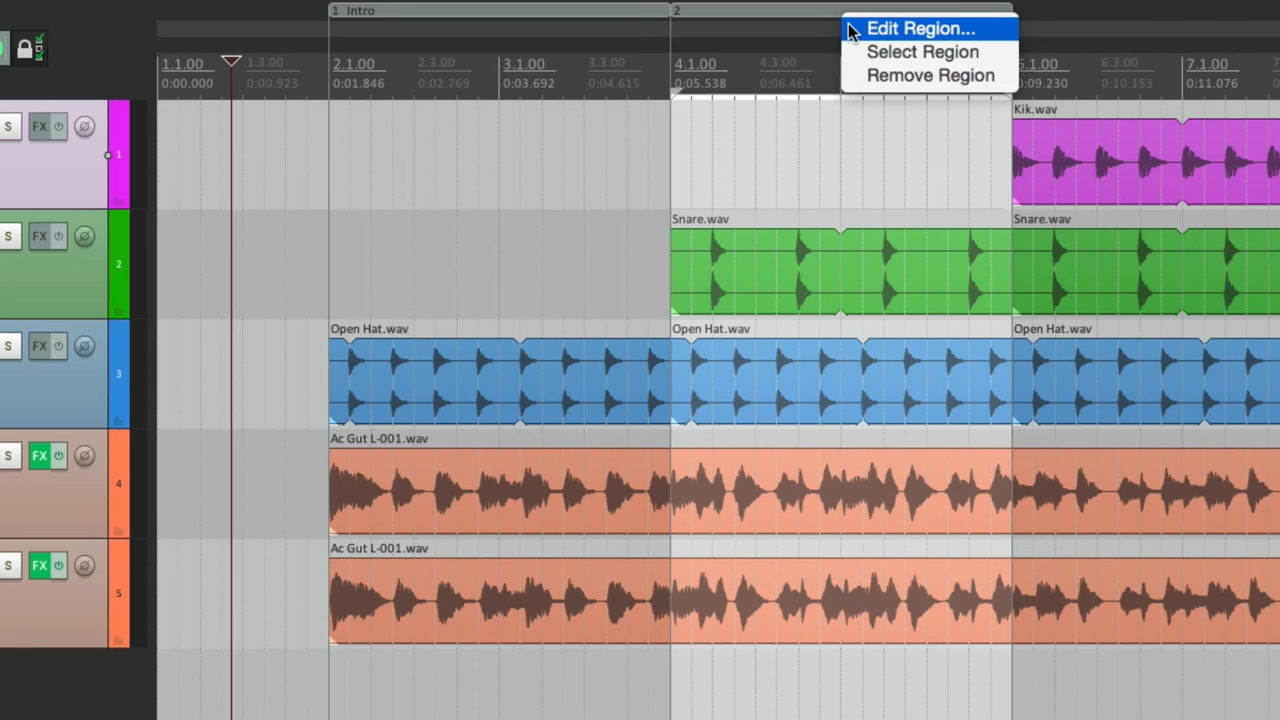 1 Intro
2
Edit Region...
Select Region
Remove Region
1.1.00 1.3.00 2.1.00 2.3.00 3.1.00 3.3.00 4.1.00 4.3.00 5.1.00 6.3.00 7.1.00
0:00.000 0:00.923 0:01.846 0:02.769 0:03.692 0:04.615 0:05.538 0:06.461 0:09.230 0:10.153 0:11.076
Kik.wav
S FX 1
Snare.wav Snare.wav
S FX 2
Open Hat.wav Open Hat.wav Open Hat.wav
S FX 3
Ac Gut L-001.wav
S FX 4
Ac Gut L-001.wav
S FX 5